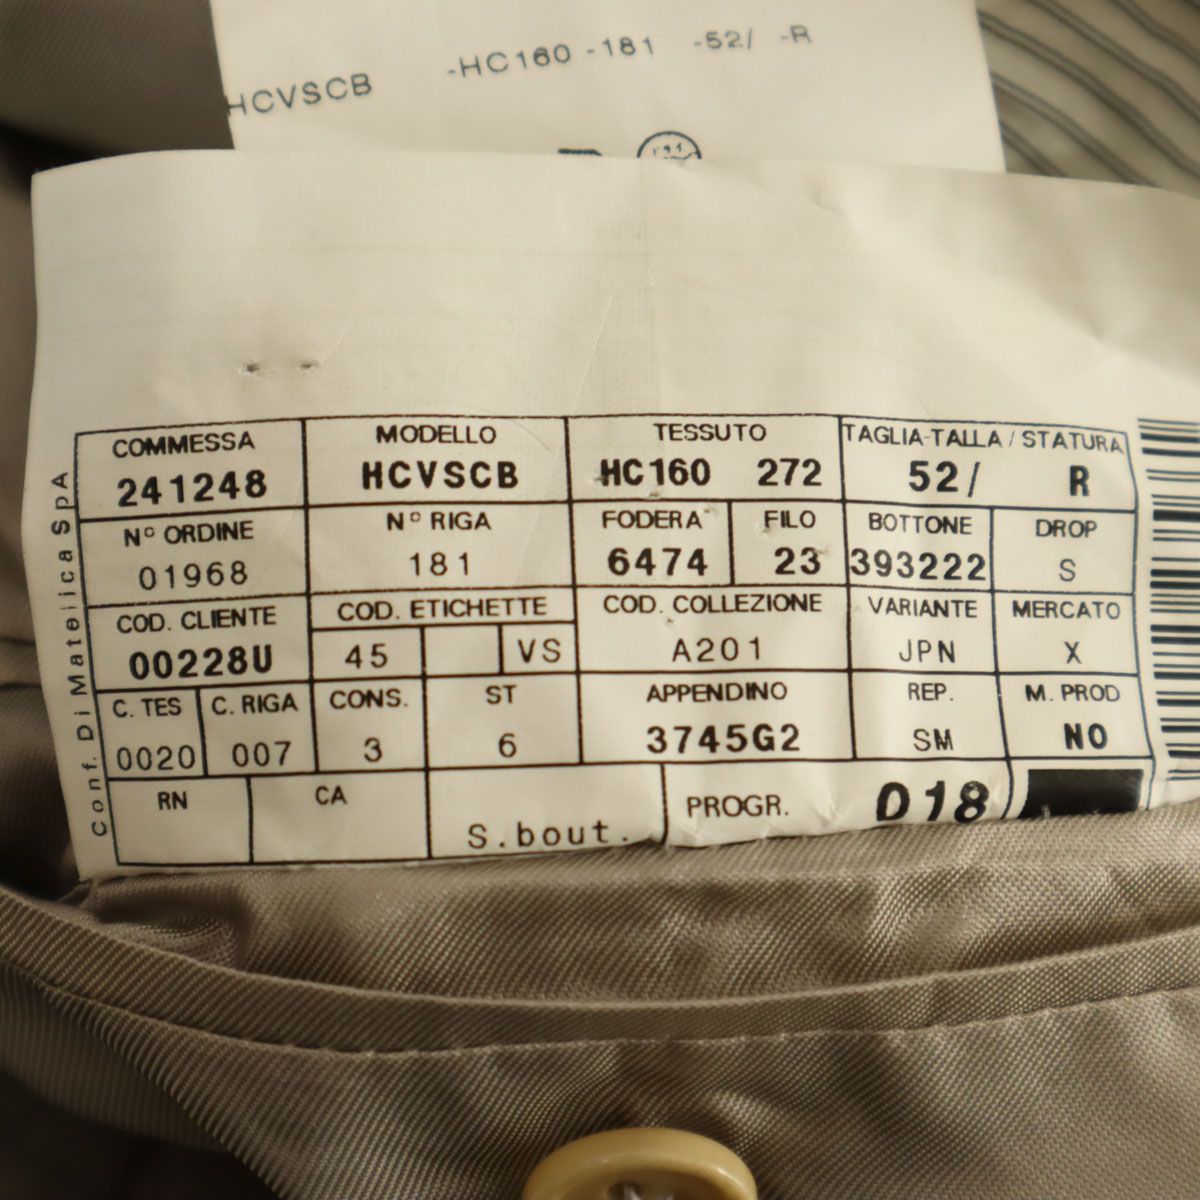 HCVSCB -HC160 -181 -52/ -R
Conf. Di Matelica SpA
COMMESSA MODELLO TESSUTO TAGLIA-TALLA / STATURA
241248 HCVSCB HC160 272 52/ R
N° ORDINE N° RIGA FODERA FILO BOTTONE DROP
01968 181 6474 23 393222 S
COD. CLIENTE COD. ETICHETTE COD. COLLEZIONE VARIANTE MERCATO
00228U 45 VS A201 JPN X
C. TES C. RIGA CONS. ST APPENDINO REP. M. PROD
0020 007 3 6 3745G2 SM NO
RN CA S.bout. PROGR. 018